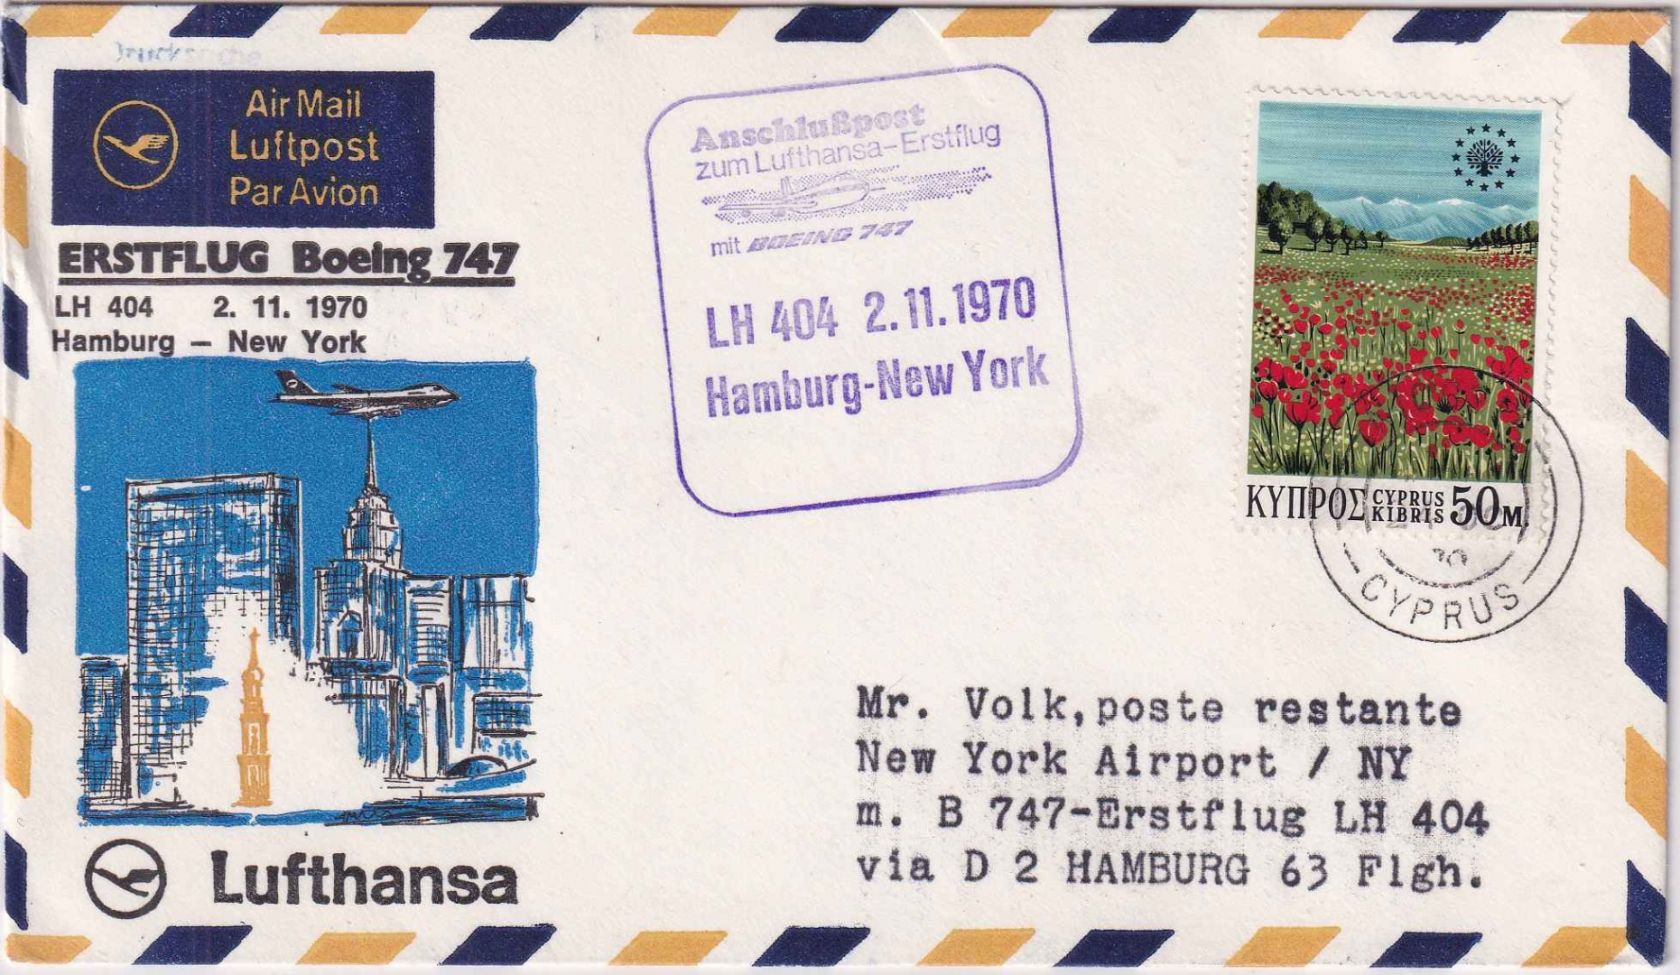 Drucksache
Air Mail
Luftpost
Par Avion
ERSTFLUG Boeing 747
LH 404 2. 11. 1970
Hamburg – New York
Lufthansa
Anschlußpost
zum Lufthansa-Erstflug
mit BOEING 747
LH 404 2.11.1970
Hamburg-New York
ΚΥΠΡΟΣ CYPRUS KIBRIS 50M
70
CYPRUS
Mr. Volk, poste restante
New York Airport / NY
m. B 747-Erstflug LH 404
via D 2 HAMBURG 63 Flgh.